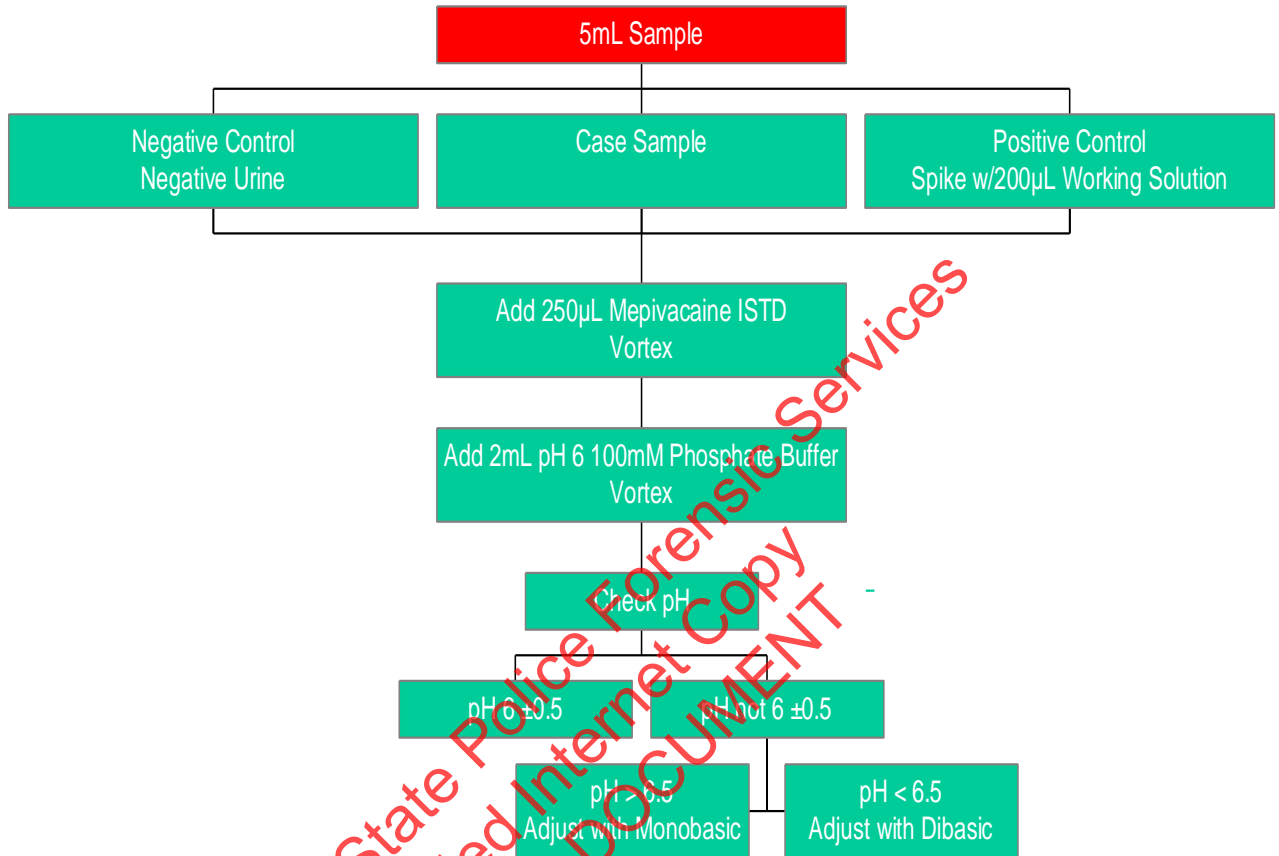 5mL Sample
Negative Control
Negative Urine
Case Sample
Positive Control
Spike w/200µL Working Solution
Add 250µL Mepivacaine ISTD
Vortex
Add 2mL pH 6 100mM Phosphate Buffer
Vortex
Check pH
pH 6 ±0.5
pH not 6 ±0.5
pH > 6.5
Adjust with Monobasic
pH < 6.5
Adjust with Dibasic
State Police Forensic Services
Internet Copy
DOCUMENT